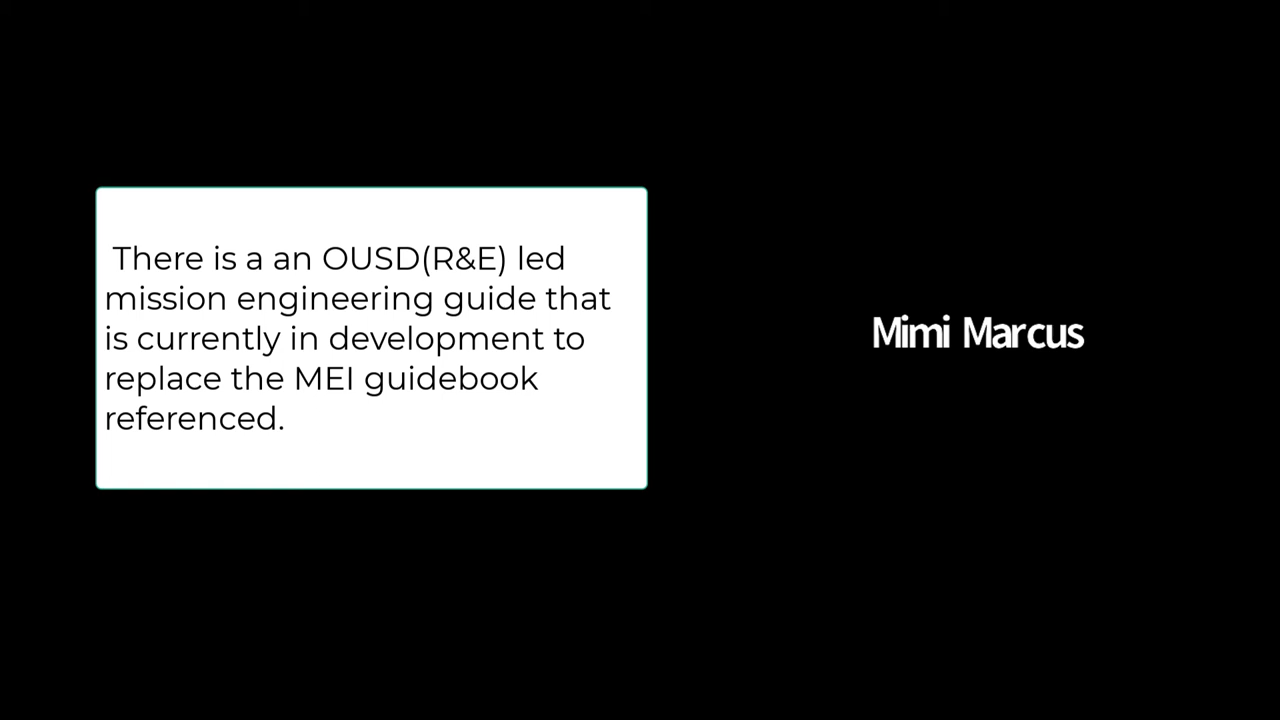 There is a an OUSD(R&E) led
mission engineering guide that
is currently in development to
replace the MEI guidebook
referenced.
Mimi Marcus